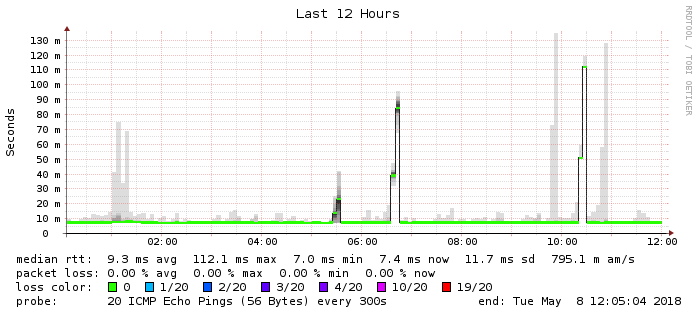 Last 12 Hours
RRDTOOL / TOBI OETIKER
Seconds
130 m
120 m
110 m
100 m
90 m
80 m
70 m
60 m
50 m
40 m
30 m
20 m
10 m
0
02:00 04:00 06:00 08:00 10:00 12:00
median rtt: 9.3 ms avg 112.1 ms max 7.0 ms min 7.4 ms now 11.7 ms sd 795.1 m am/s
packet loss: 0.00 % avg 0.00 % max 0.00 % min 0.00 % now
loss color: 0 1/20 2/20 3/20 4/20 10/20 19/20
probe: 20 ICMP Echo Pings (56 Bytes) every 300s end: Tue May 8 12:05:04 2018